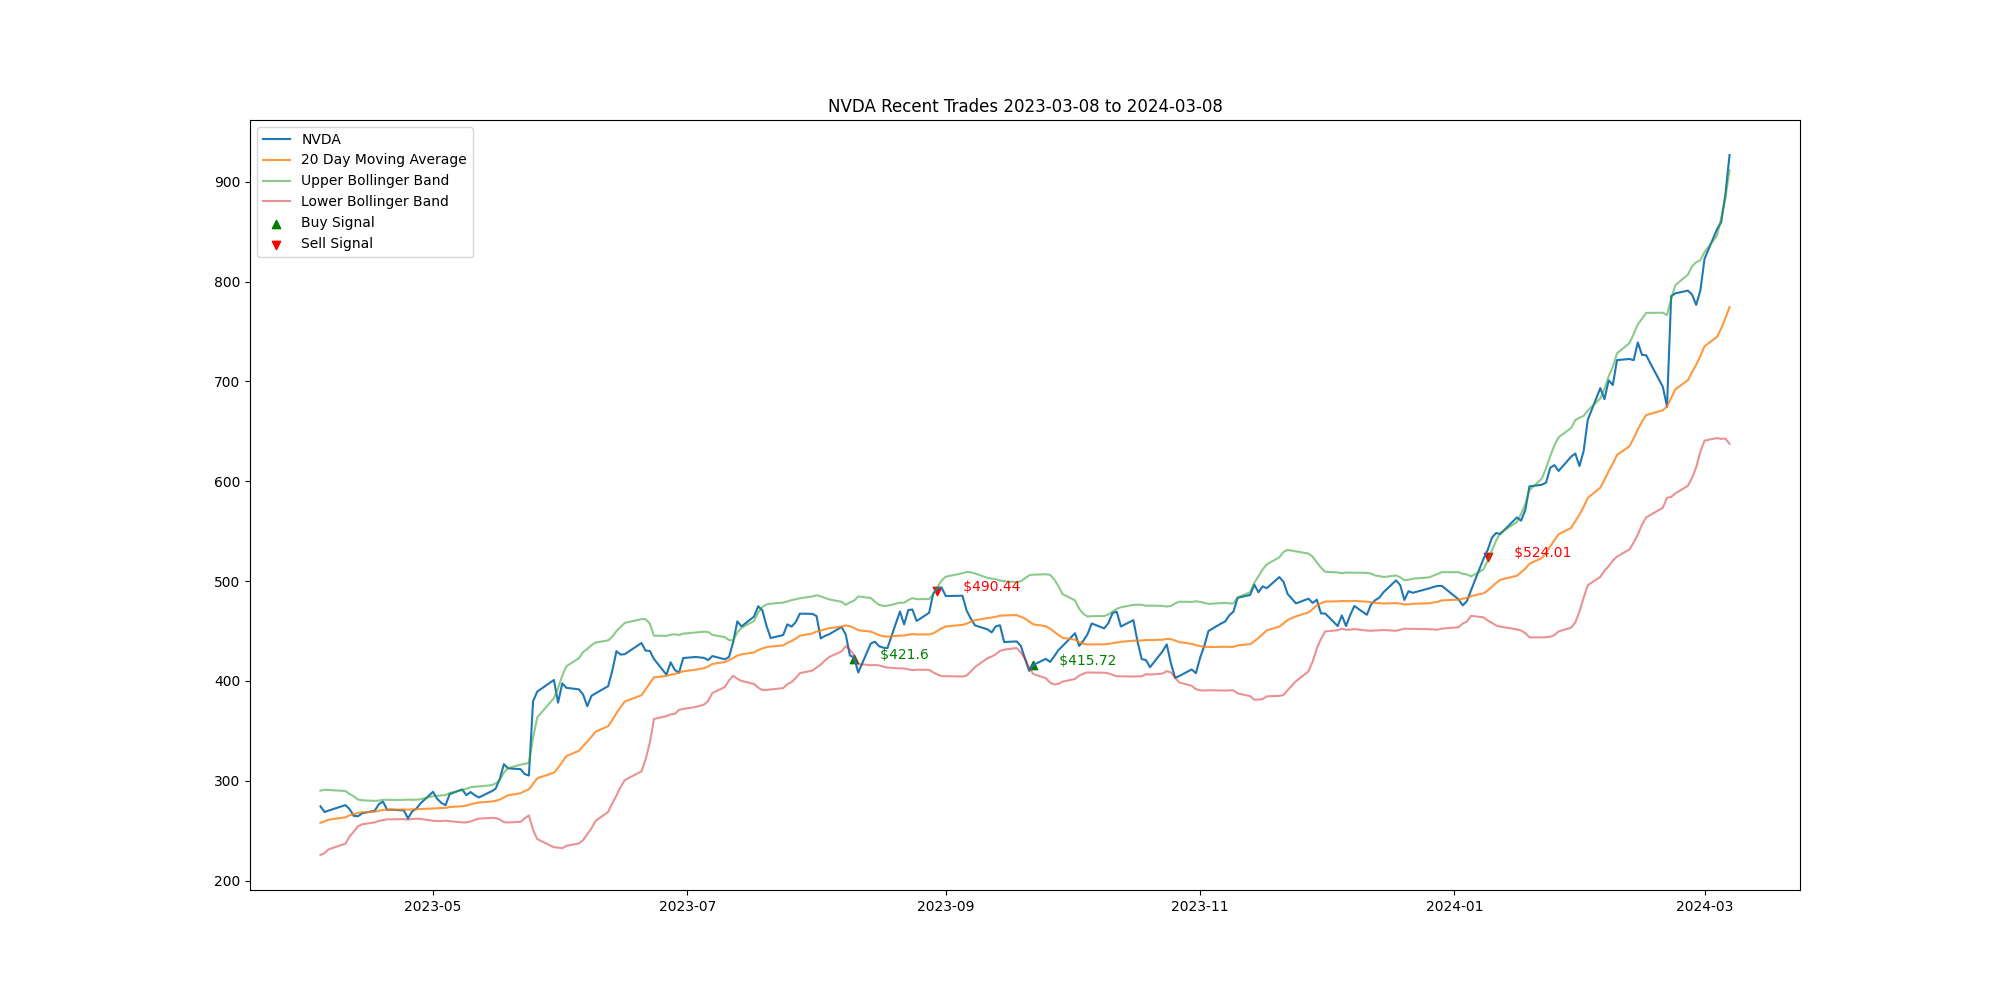 NVDA Recent Trades 2023-03-08 to 2024-03-08
NVDA
20 Day Moving Average
Upper Bollinger Band
Lower Bollinger Band
Buy Signal
Sell Signal
900
800
700
600
500
400
300
200
$421.6
$490.44
$415.72
$524.01
2023-05
2023-07
2023-09
2023-11
2024-01
2024-03